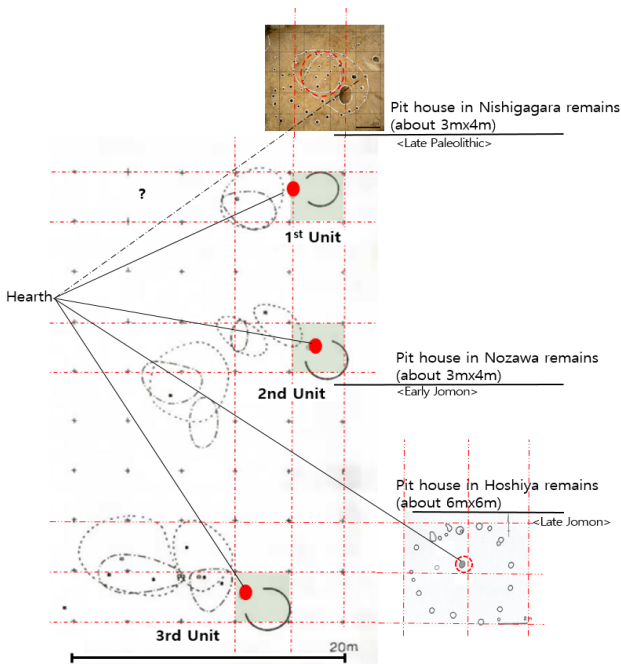 Pit house in Nishigagara remains
(about 3mx4m)
<Late Paleolithic>
?
1st Unit
Hearth
Pit house in Nozawa remains
(about 3mx4m)
<Early Jomon>
2nd Unit
Pit house in Hoshiya remains
(about 6mx6m)
<Late Jomon>
3rd Unit
20m